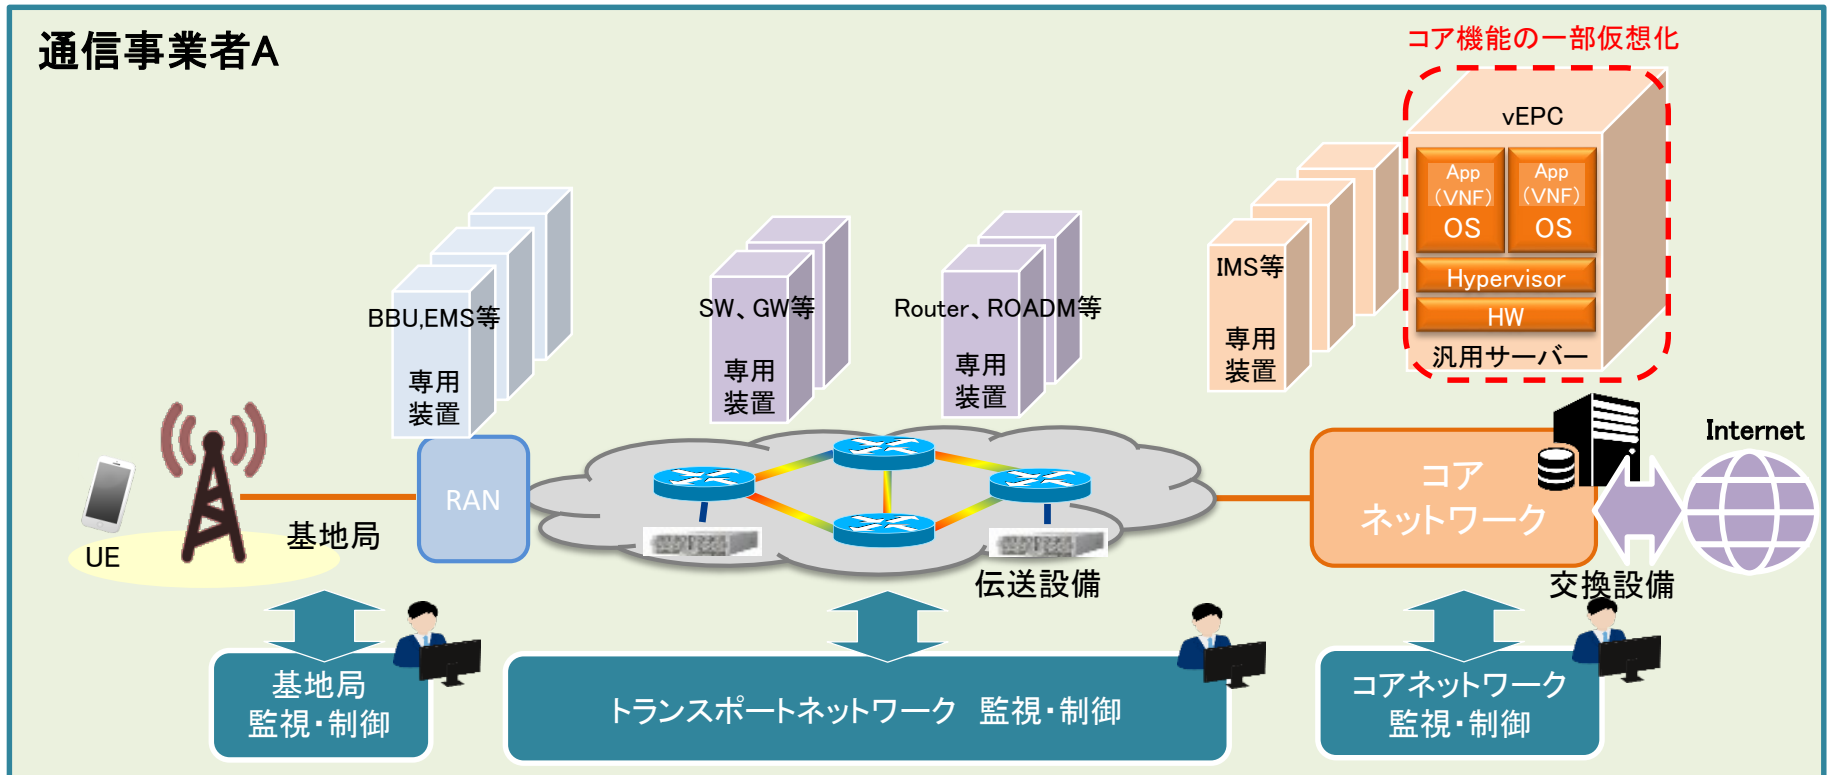 通信事業者A
コア機能の一部仮想化
vEPC
App
(VNF)
OS
App
(VNF)
OS
Hypervisor
HW
汎用サーバー
IMS等
専用
装置
BBU,EMS等
専用
装置
SW、GW等
専用
装置
Router、ROADM等
専用
装置
UE
基地局
RAN
伝送設備
コア
ネットワーク
交換設備
Internet
基地局
監視・制御
トランスポートネットワーク 監視・制御
コアネットワーク
監視・制御